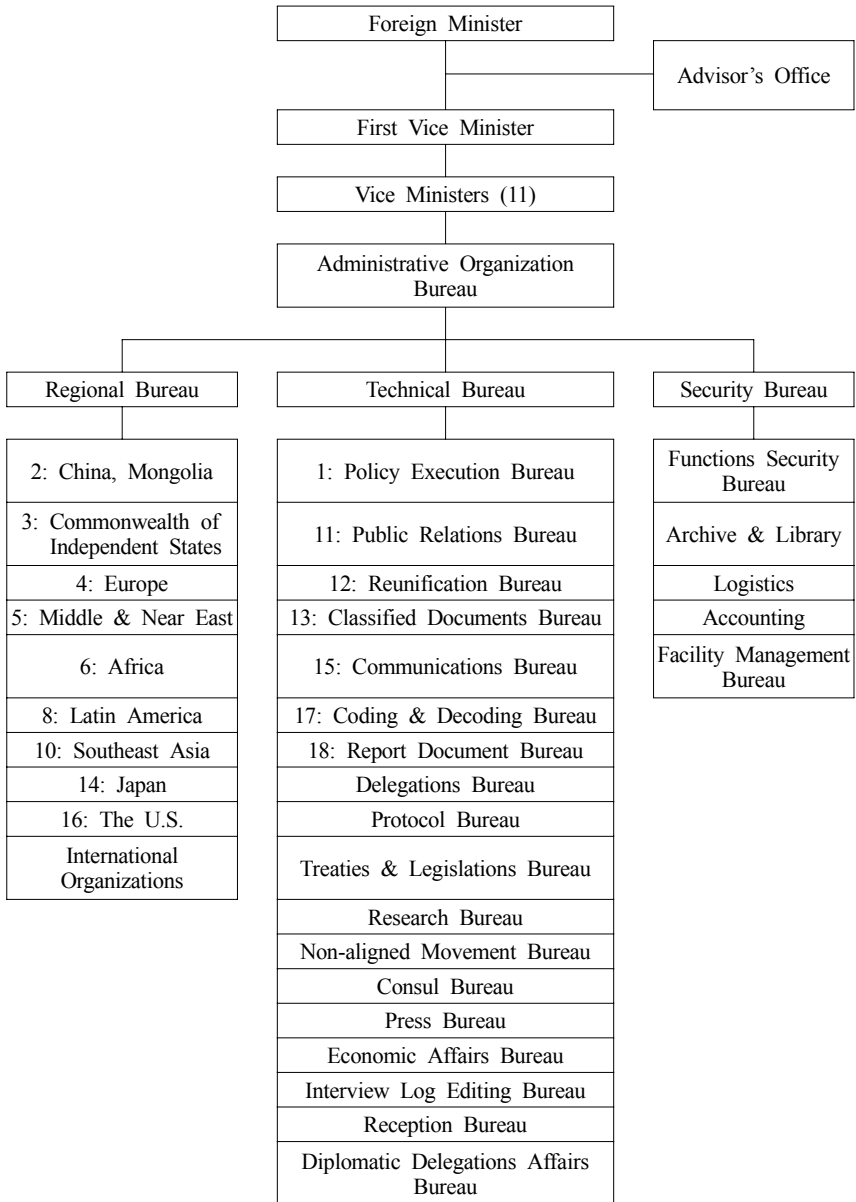 Foreign Minister
Advisor's Office
First Vice Minister
Vice Ministers (11)
Administrative Organization
Bureau
Regional Bureau
2: China, Mongolia
3: Commonwealth of
Independent States
4: Europe
5: Middle & Near East
6: Africa
8: Latin America
10: Southeast Asia
14: Japan
16: The U.S.
International
Organizations
Technical Bureau
1: Policy Execution Bureau
11: Public Relations Bureau
12: Reunification Bureau
13: Classified Documents Bureau
15: Communications Bureau
17: Coding & Decoding Bureau
18: Report Document Bureau
Delegations Bureau
Protocol Bureau
Treaties & Legislations Bureau
Research Bureau
Non-aligned Movement Bureau
Consul Bureau
Press Bureau
Economic Affairs Bureau
Interview Log Editing Bureau
Reception Bureau
Diplomatic Delegations Affairs
Bureau
Security Bureau
Functions Security
Bureau
Archive & Library
Logistics
Accounting
Facility Management
Bureau